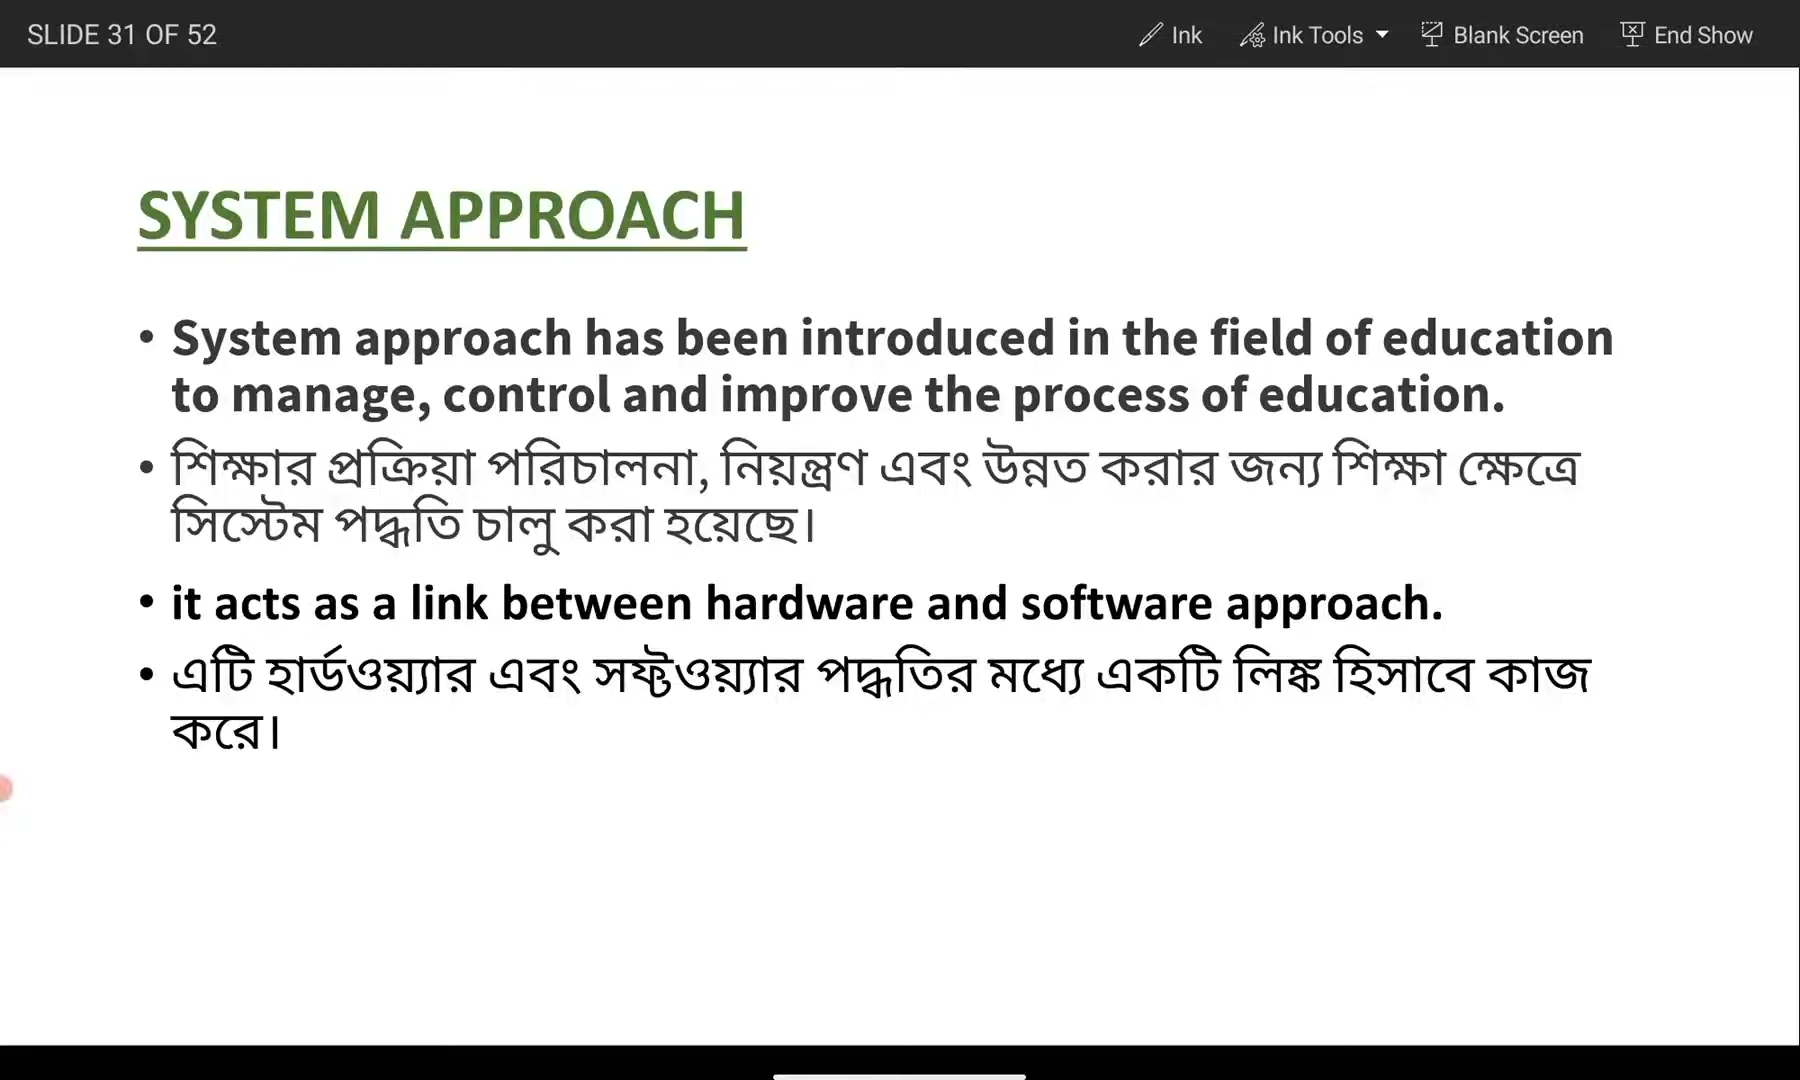 SLIDE 31 OF 52
Ink
Ink Tools
Blank Screen
End Show
SYSTEM APPROACH
• System approach has been introduced in the field of education
to manage, control and improve the process of education.
• শিক্ষার প্রক্রিয়া পরিচালনা, নিয়ন্ত্রণ এবং উন্নত করার জন্য শিক্ষা ক্ষেত্রে
সিস্টেম পদ্ধতি চালু করা হয়েছে।
• it acts as a link between hardware and software approach.
• এটি হার্ডওয়্যার এবং সফ্টওয়্যার পদ্ধতির মধ্যে একটি লিঙ্ক হিসাবে কাজ
করে।